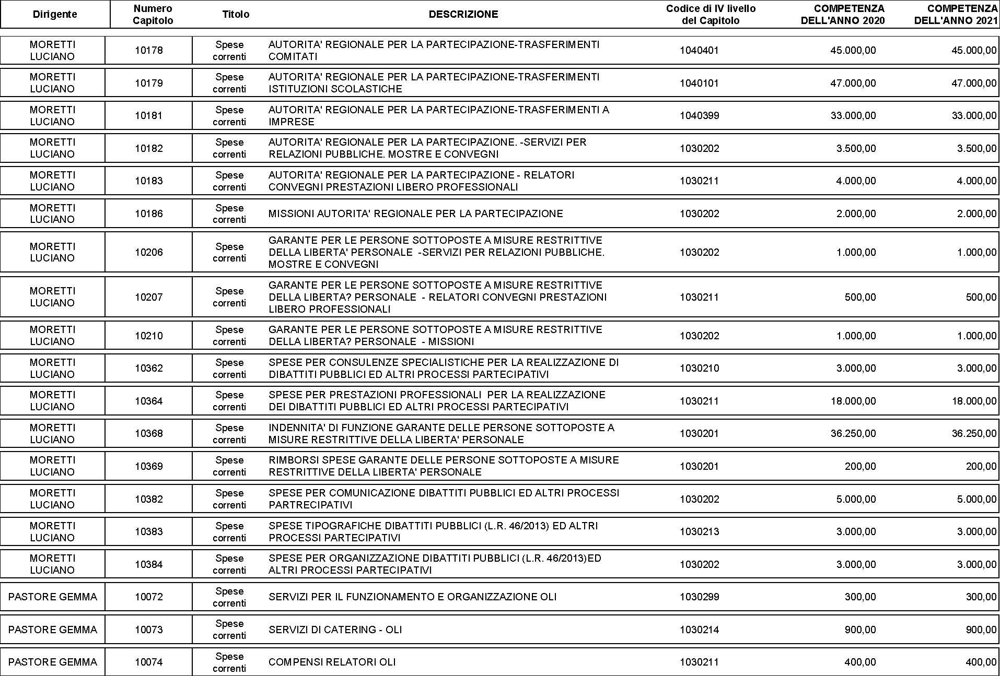 Dirigente Numero Capitolo Titolo DESCRIZIONE Codice di IV livello del Capitolo COMPETENZA DELL'ANNO 2020 COMPETENZA DELL'ANNO 2021
MORETTI LUCIANO 10178 Spese correnti AUTORITA' REGIONALE PER LA PARTECIPAZIONE-TRASFERIMENTI COMITATI 1040401 45.000,00 45.000,00
MORETTI LUCIANO 10179 Spese correnti AUTORITA' REGIONALE PER LA PARTECIPAZIONE-TRASFERIMENTI ISTITUZIONI SCOLASTICHE 1040101 47.000,00 47.000,00
MORETTI LUCIANO 10181 Spese correnti AUTORITA' REGIONALE PER LA PARTECIPAZIONE-TRASFERIMENTI A IMPRESE 1040399 33.000,00 33.000,00
MORETTI LUCIANO 10182 Spese correnti AUTORITA' REGIONALE PER LA PARTECIPAZIONE. -SERVIZI PER RELAZIONI PUBBLICHE. MOSTRE E CONVEGNI 1030202 3.500,00 3.500,00
MORETTI LUCIANO 10183 Spese correnti AUTORITA' REGIONALE PER LA PARTECIPAZIONE - RELATORI CONVEGNI PRESTAZIONI LIBERO PROFESSIONALI 1030211 4.000,00 4.000,00
MORETTI LUCIANO 10186 Spese correnti MISSIONI AUTORITA' REGIONALE PER LA PARTECIPAZIONE 1030202 2.000,00 2.000,00
MORETTI LUCIANO 10206 Spese correnti GARANTE PER LE PERSONE SOTTOPOSTE A MISURE RESTRITTIVE DELLA LIBERTA' PERSONALE -SERVIZI PER RELAZIONI PUBBLICHE. MOSTRE E CONVEGNI 1030202 1.000,00 1.000,00
MORETTI LUCIANO 10207 Spese correnti GARANTE PER LE PERSONE SOTTOPOSTE A MISURE RESTRITTIVE DELLA LIBERTA? PERSONALE - RELATORI CONVEGNI PRESTAZIONI LIBERO PROFESSIONALI 1030211 500,00 500,00
MORETTI LUCIANO 10210 Spese correnti GARANTE PER LE PERSONE SOTTOPOSTE A MISURE RESTRITTIVE DELLA LIBERTA? PERSONALE - MISSIONI 1030202 1.000,00 1.000,00
MORETTI LUCIANO 10362 Spese correnti SPESE PER CONSULENZE SPECIALISTICHE PER LA REALIZZAZIONE DI DIBATTITI PUBBLICI ED ALTRI PROCESSI PARTECIPATIVI 1030210 3.000,00 3.000,00
MORETTI LUCIANO 10364 Spese correnti SPESE PER PRESTAZIONI PROFESSIONALI PER LA REALIZZAZIONE DEI DIBATTITI PUBBLICI ED ALTRI PROCESSI PARTECIPATIVI 1030211 18.000,00 18.000,00
MORETTI LUCIANO 10368 Spese correnti INDENNITA' DI FUNZIONE GARANTE DELLE PERSONE SOTTOPOSTE A MISURE RESTRITTIVE DELLA LIBERTA' PERSONALE 1030201 36.250,00 36.250,00
MORETTI LUCIANO 10369 Spese correnti RIMBORSI SPESE GARANTE DELLE PERSONE SOTTOPOSTE A MISURE RESTRITTIVE DELLA LIBERTA' PERSONALE 1030201 200,00 200,00
MORETTI LUCIANO 10382 Spese correnti SPESE PER COMUNICAZIONE DIBATTITI PUBBLICI ED ALTRI PROCESSI PARTRECIPATIVI 1030202 5.000,00 5.000,00
MORETTI LUCIANO 10383 Spese correnti SPESE TIPOGRAFICHE DIBATTITI PUBBLICI (L.R. 46/2013) ED ALTRI PROCESSI PARTECIPATIVI 1030213 3.000,00 3.000,00
MORETTI LUCIANO 10384 Spese correnti SPESE PER ORGANIZZAZIONE DIBATTITI PUBBLICI (L.R. 46/2013)ED ALTRI PROCESSI PARTECIPATIVI 1030202 3.000,00 3.000,00
PASTORE GEMMA 10072 Spese correnti SERVIZI PER IL FUNZIONAMENTO E ORGANIZZAZIONE OLI 1030299 300,00 300,00
PASTORE GEMMA 10073 Spese correnti SERVIZI DI CATERING - OLI 1030214 900,00 900,00
PASTORE GEMMA 10074 Spese correnti COMPENSI RELATORI OLI 1030211 400,00 400,00